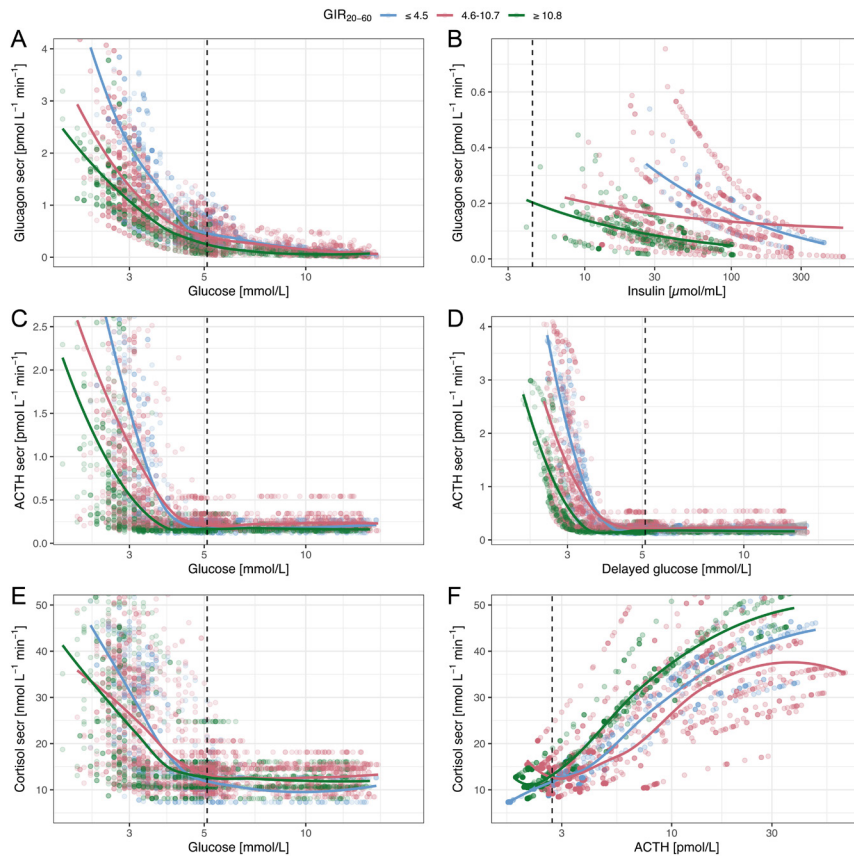 GIR20−60 ≤ 4.5 4.6-10.7 ≥ 10.8
A
Glucagon secr [pmol L−1 min−1]
4
3
2
1
0
3 5 10
Glucose [mmol/L]
B
Glucagon secr [pmol L−1 min−1]
0.6
0.4
0.2
0.0
3 10 30 100 300
Insulin [µmol/mL]
C
ACTH secr [pmol L−1 min−1]
2.5
2.0
1.5
1.0
0.5
0.0
3 5 10
Glucose [mmol/L]
D
ACTH secr [pmol L−1 min−1]
4
3
2
1
0
3 5 10
Delayed glucose [mmol/L]
E
Cortisol secr [nmol L−1 min−1]
50
40
30
20
10
3 5 10
Glucose [mmol/L]
F
Cortisol secr [nmol L−1 min−1]
50
40
30
20
10
3 10 30
ACTH [pmol/L]